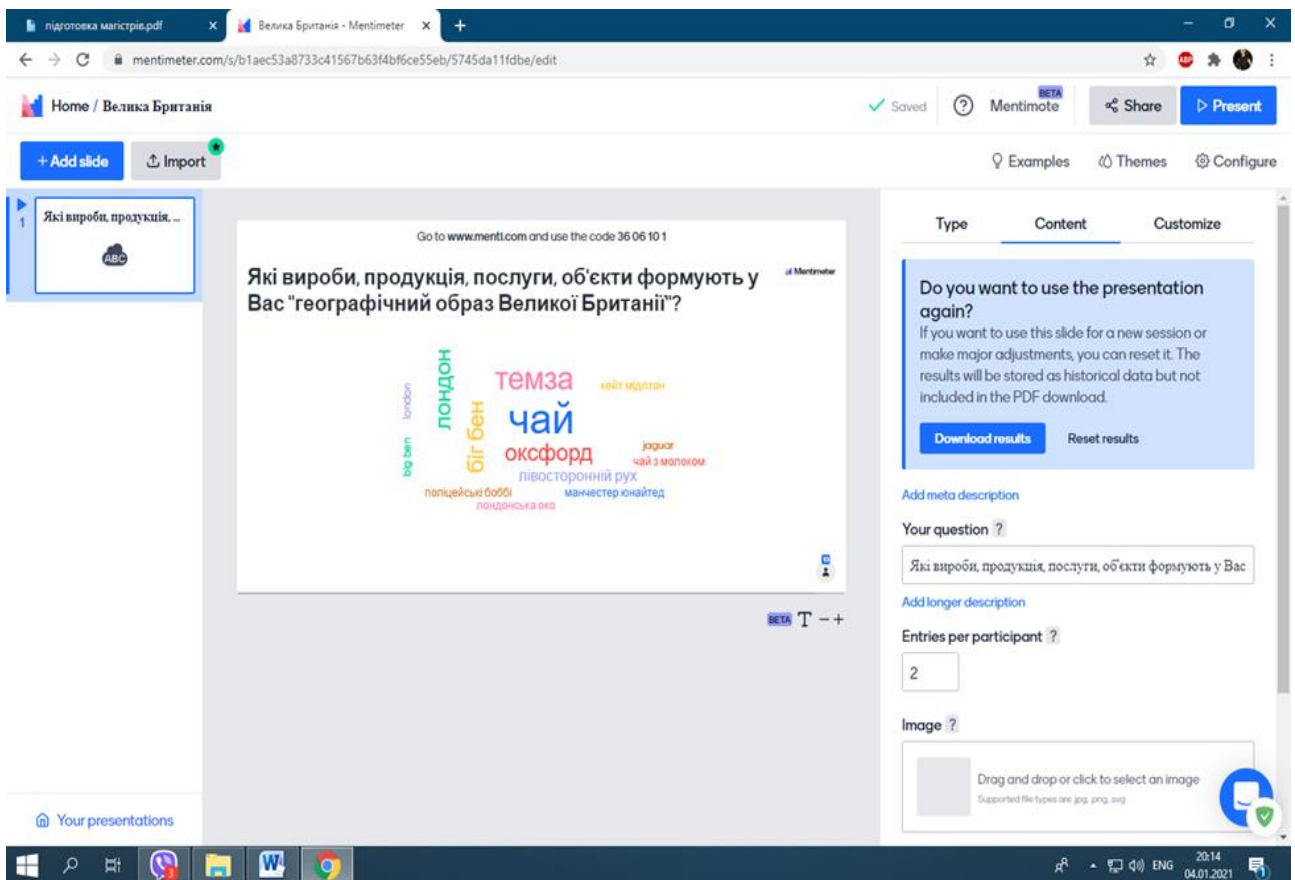 підготовка магістрів.pdf
Велика Британія - Mentimeter
mentimeter.com/s/b1aec53a8733c41567b63f4bf6ce55eb/5745da11fdbe/edit
ABP
Home / Велика Британія
Saved
Mentimote
BETA
Share
Present
+ Add slide
Import
Examples
Themes
Configure
1
Які вироби, продукція, ...
ABC
Go to www.menti.com and use the code 36 06 10 1
Які вироби, продукція, послуги, об'єкти формують у
Вас "географічний образ Великої Британії"?
Mentimeter
лондон
london
темза
кейт мідлтон
чай
біг бен
big ben
оксфорд
jaguar
чай з молоком
лівосторонній рух
поліцейські боббі
манчестер юнайтед
лондонська око
BETA T − +
Type
Content
Customize
Do you want to use the presentation
again?
If you want to use this slide for a new session or
make major adjustments, you can reset it. The
results will be stored as historical data but not
included in the PDF download.
Download results
Reset results
Add meta description
Your question ?
Які вироби, продукція, послуги, об'єкти формують у Вас
Add longer description
Entries per participant ?
2
Image ?
Drag and drop or click to select an image
Supported file types are jpg, png, svg
Your presentations
3
W
ENG
20:14
04.01.2021
1